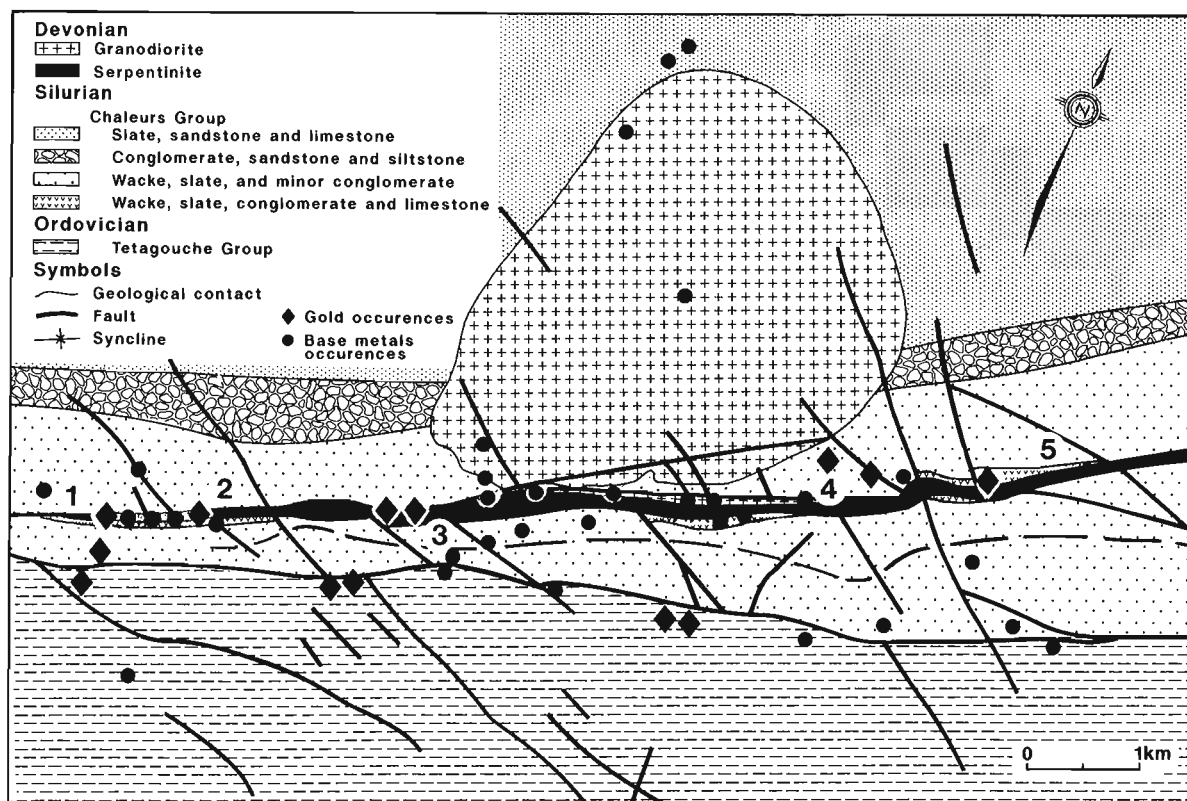 Devonian
Granodiorite
Serpentinite
Silurian
Chaleurs Group
Slate, sandstone and limestone
Conglomerate, sandstone and siltstone
Wacke, slate, and minor conglomerate
Wacke, slate, conglomerate and limestone
Ordovician
Tetagouche Group
Symbols
Geological contact
Fault
Syncline
Gold occurences
Base metals
occurences
N
1
2
3
4
5
0 1km